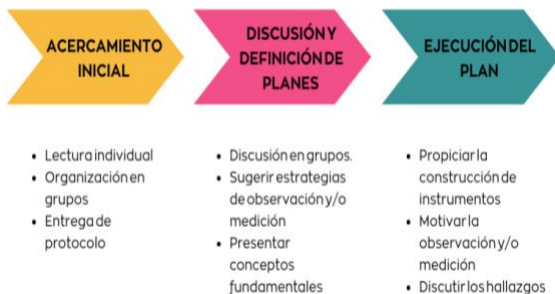 ACERCAMIENTO
INICIAL
• Lectura individual
• Organización en
grupos
• Entrega de
protocolo
DISCUSIÓN Y
DEFINICIÓN DE
PLANES
• Discusión en grupos.
• Sugerir estrategias
de observación y/o
medición
• Presentar
conceptos
fundamentales
EJECUCIÓN DEL
PLAN
• Propiciar la
construcción de
instrumentos
• Motivar la
observación y/o
medición
• Discutir los hallazgos